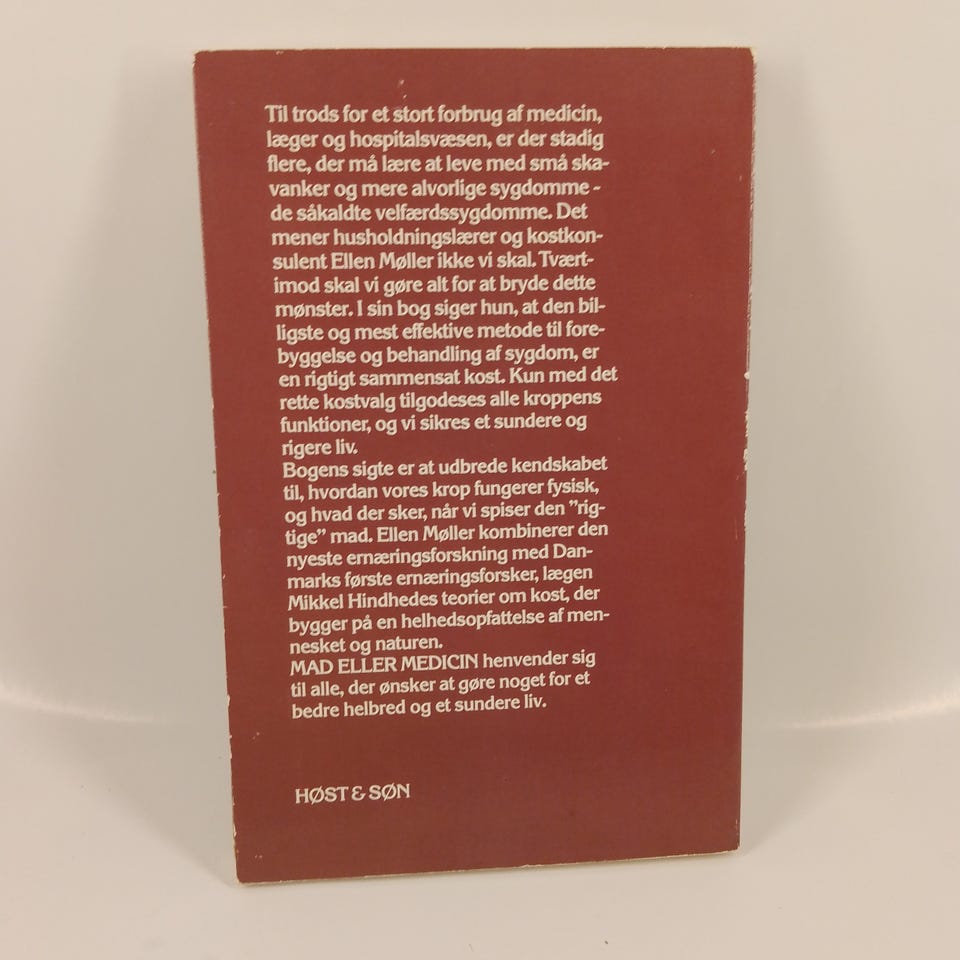 Til trods for et stort forbrug af medicin,
læger og hospitalsvæsen, er der stadig
flere, der må lære at leve med små ska-
vanker og mere alvorlige sygdomme -
de såkaldte velfærdssygdomme. Det
mener husholdningslærer og kostkon-
sulent Ellen Møller ikke vi skal. Tvært-
imod skal vi gøre alt for at bryde dette
mønster. I sin bog siger hun, at den bil-
ligste og mest effektive metode til fore-
byggelse og behandling af sygdom, er
en rigtigt sammensat kost. Kun med det
rette kostvalg tilgodeses alle kroppens
funktioner, og vi sikres et sundere og
rigere liv.
Bogens sigte er at udbrede kendskabet
til, hvordan vores krop fungerer fysisk,
og hvad der sker, når vi spiser den ”rig-
tige” mad. Ellen Møller kombinerer den
nyeste ernæringsforskning med Dan-
marks første ernæringsforsker, lægen
Mikkel Hindhedes teorier om kost, der
bygger på en helhedsopfattelse af men-
nesket og naturen.
MAD ELLER MEDICIN henvender sig
til alle, der ønsker at gøre noget for et
bedre helbred og et sundere liv.
HØST & SØN